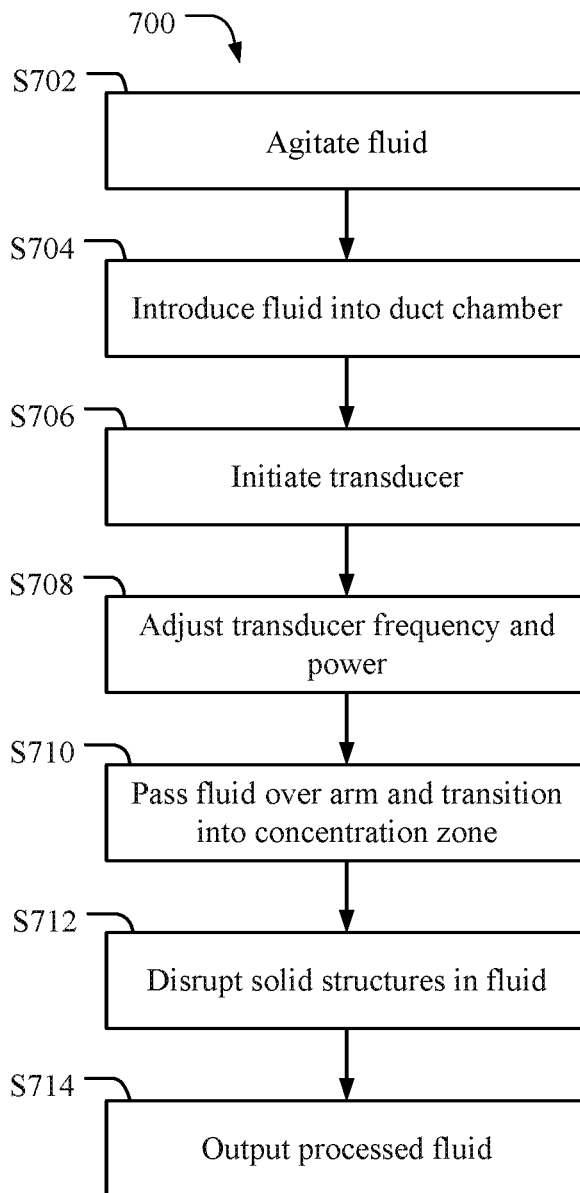 700
S702
Agitate fluid
S704
Introduce fluid into duct chamber
S706
Initiate transducer
S708
Adjust transducer frequency and
power
S710
Pass fluid over arm and transition
into concentration zone
S712
Disrupt solid structures in fluid
S714
Output processed fluid